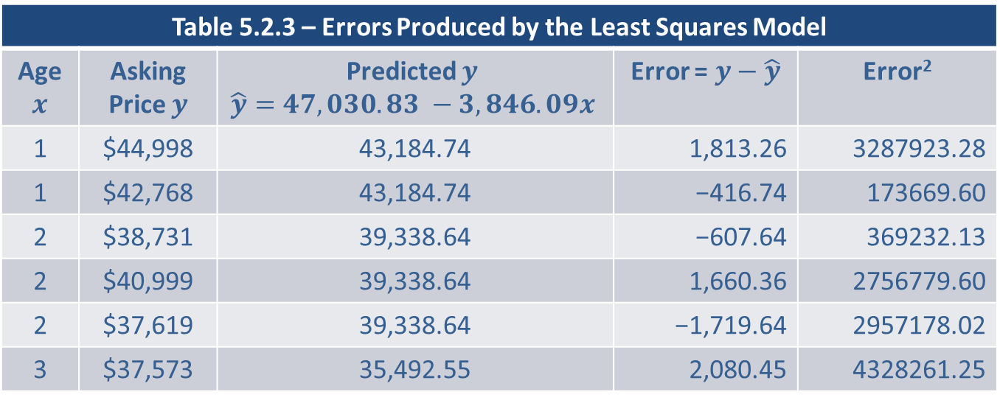 Table 5.2.3 – Errors Produced by the Least Squares Model
Age x Asking Price y Predicted y ŷ = 47,030.83 − 3,846.09x Error = y − ŷ Error²
1 $44,998 43,184.74 1,813.26 3287923.28
1 $42,768 43,184.74 −416.74 173669.60
2 $38,731 39,338.64 −607.64 369232.13
2 $40,999 39,338.64 1,660.36 2756779.60
2 $37,619 39,338.64 −1,719.64 2957178.02
3 $37,573 35,492.55 2,080.45 4328261.25